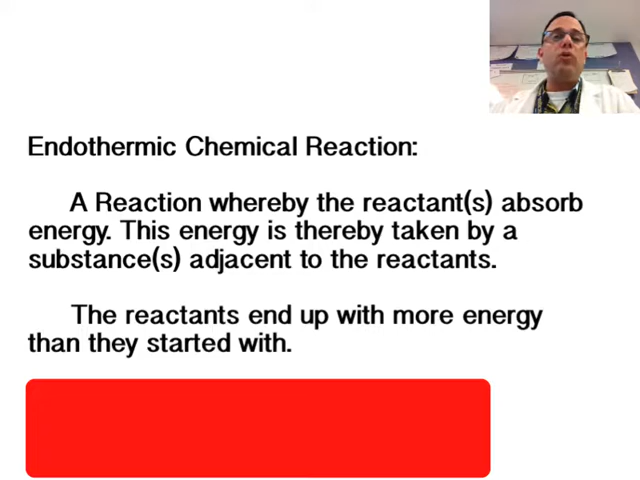 Endothermic Chemical Reaction:
A Reaction whereby the reactant(s) absorb
energy. This energy is thereby taken by a
substance(s) adjacent to the reactants.
The reactants end up with more energy
than they started with.